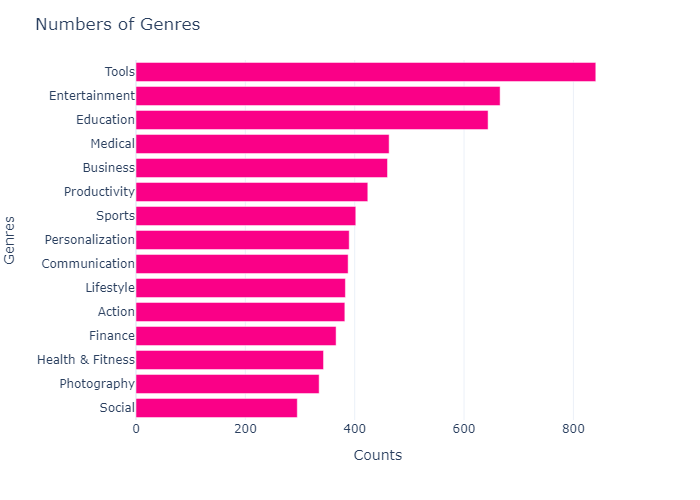 Numbers of Genres
Genres
Tools
Entertainment
Education
Medical
Business
Productivity
Sports
Personalization
Communication
Lifestyle
Action
Finance
Health & Fitness
Photography
Social
0 200 400 600 800
Counts